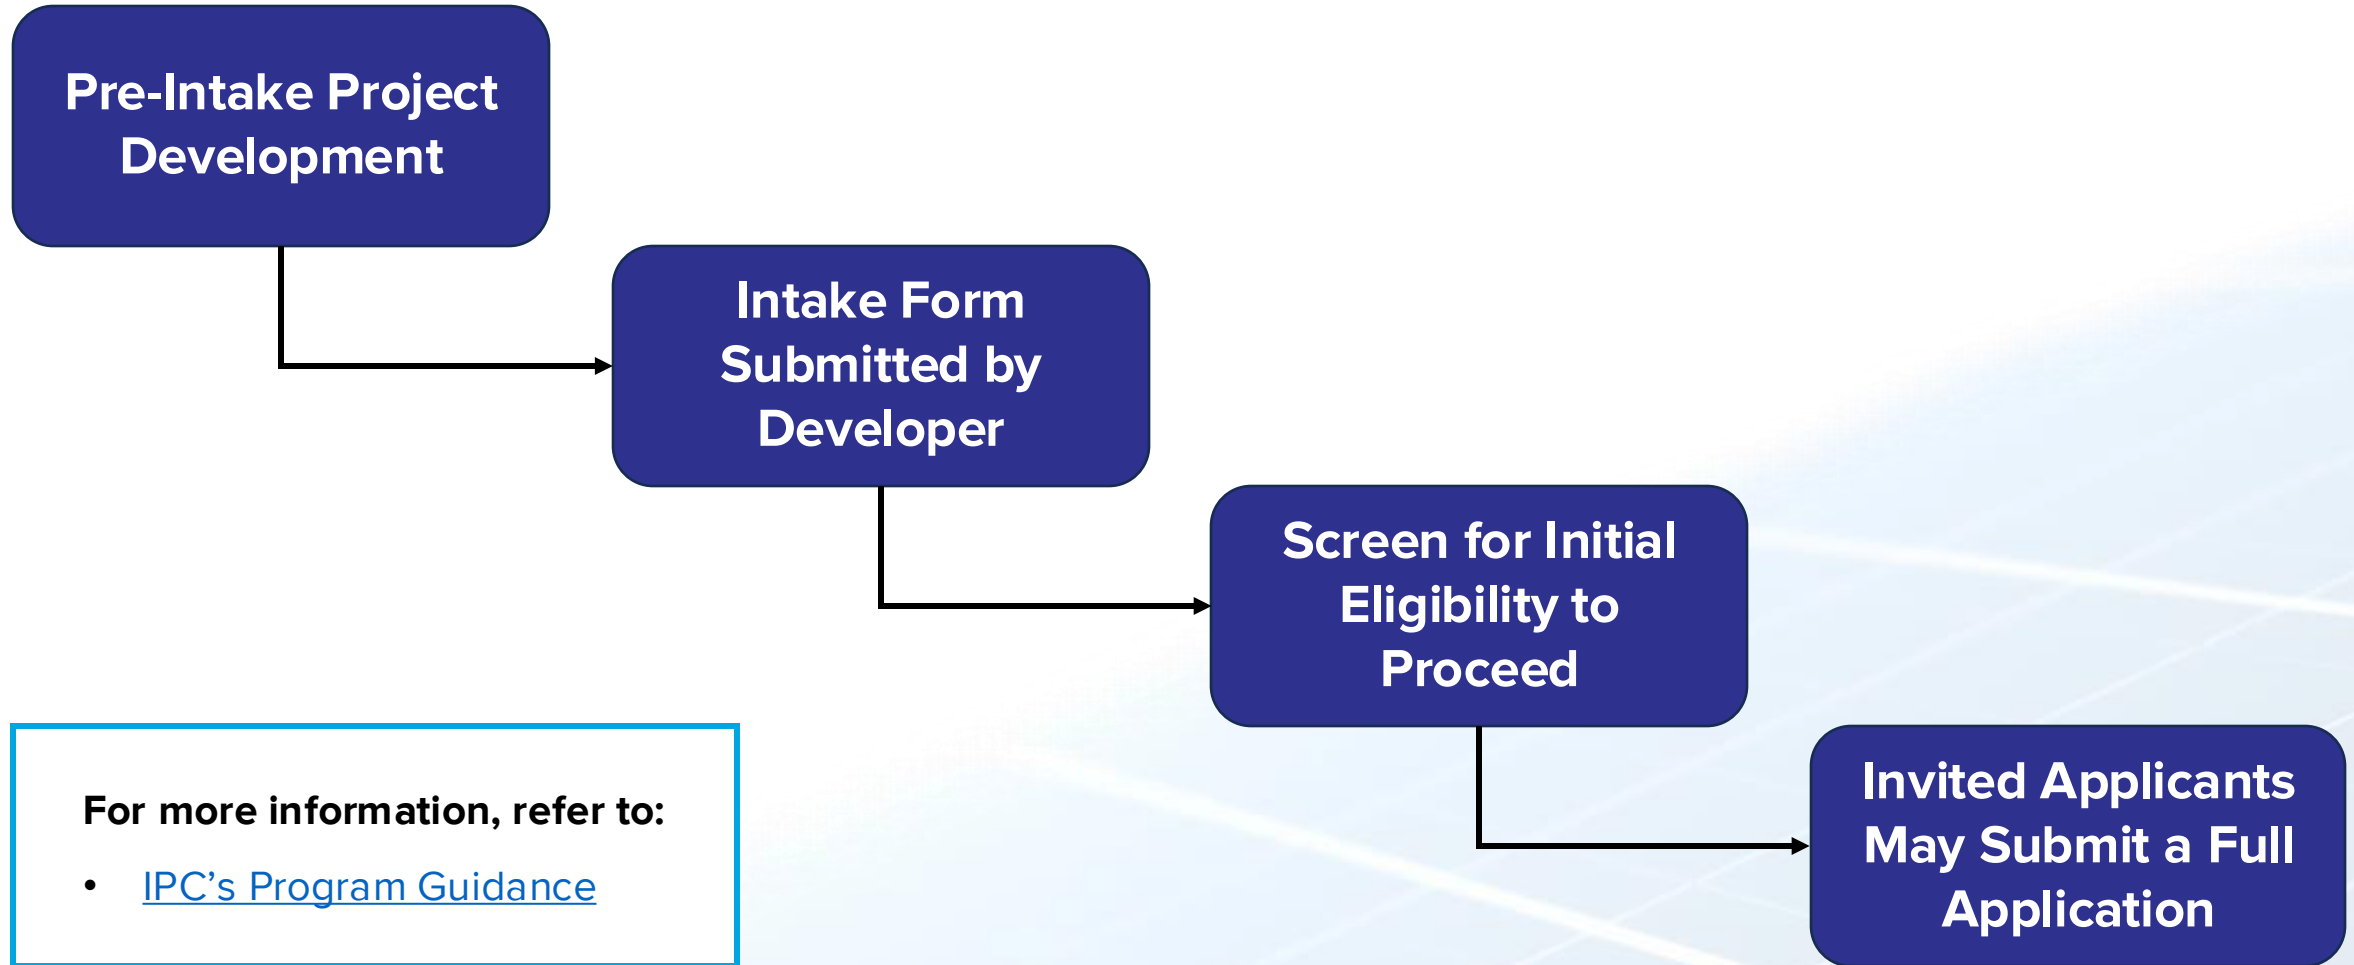 Pre-Intake Project
Development
Intake Form
Submitted by
Developer
Screen for Initial
Eligibility to
Proceed
Invited Applicants
May Submit a Full
Application
For more information, refer to:
• IPC’s Program Guidance